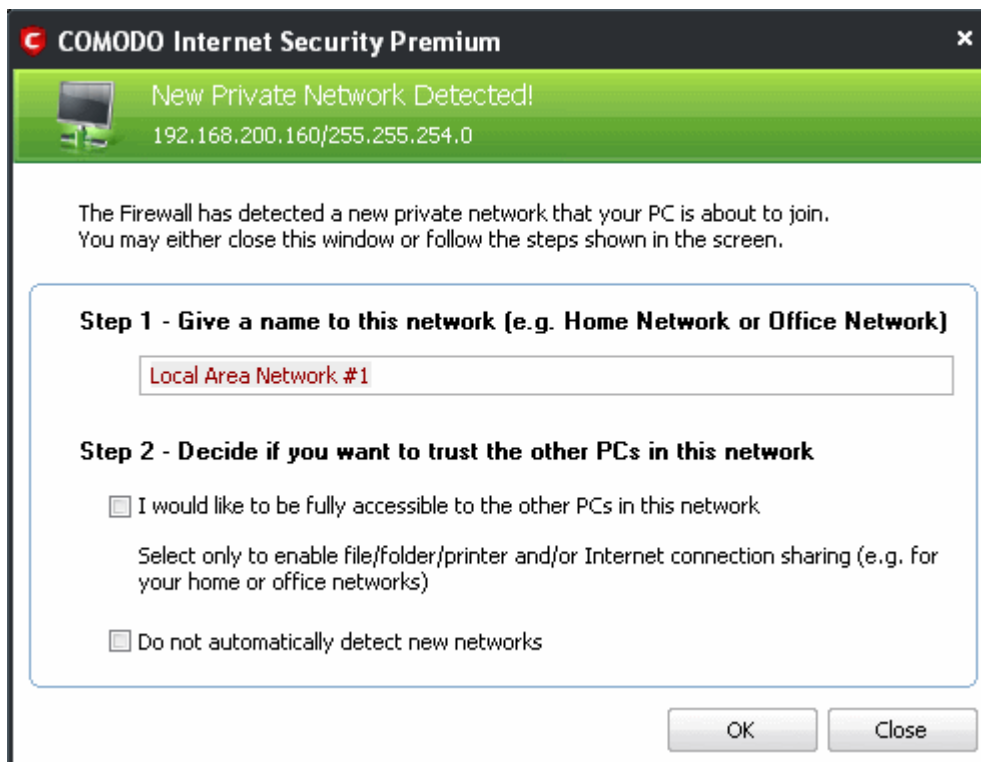 COMODO Internet Security Premium
New Private Network Detected!
192.168.200.160/255.255.254.0
The Firewall has detected a new private network that your PC is about to join.
You may either close this window or follow the steps shown in the screen.
Step 1 - Give a name to this network (e.g. Home Network or Office Network)
Local Area Network #1
Step 2 - Decide if you want to trust the other PCs in this network
I would like to be fully accessible to the other PCs in this network
Select only to enable file/folder/printer and/or Internet connection sharing (e.g. for
your home or office networks)
Do not automatically detect new networks
OK Close